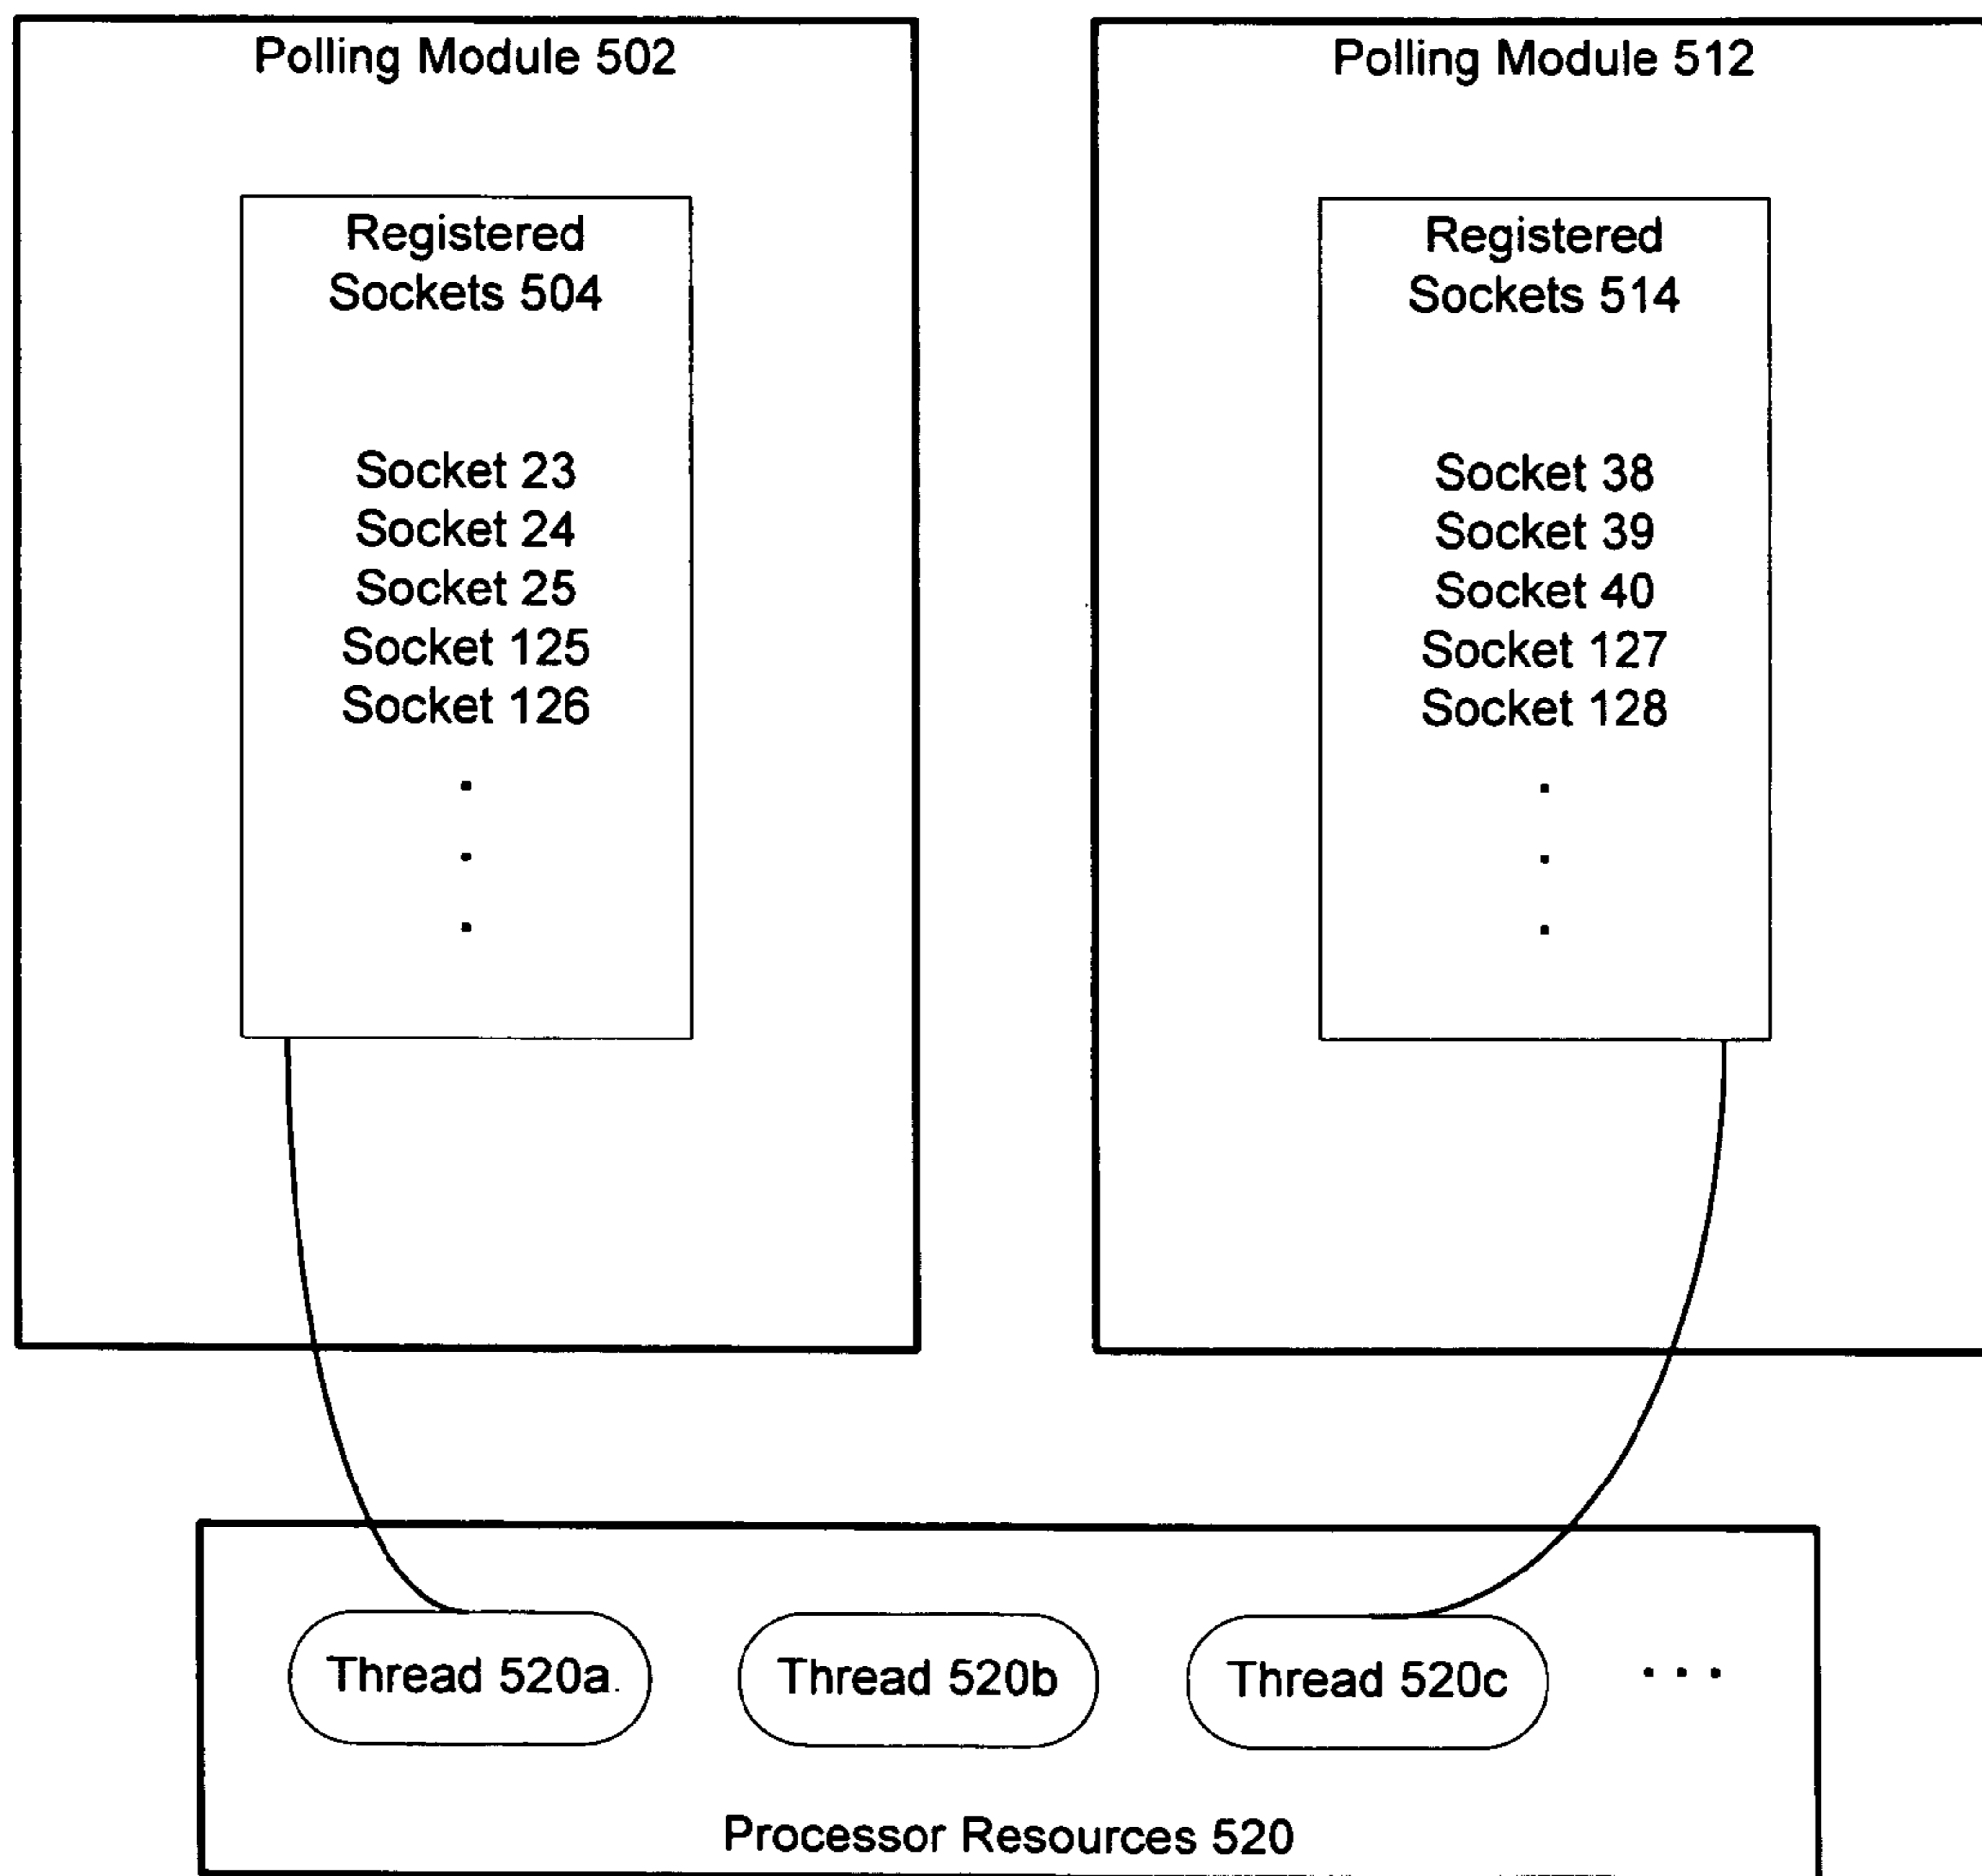 Polling Module 502
Registered
Sockets 504
Socket 23
Socket 24
Socket 25
Socket 125
Socket 126
.
.
.
Polling Module 512
Registered
Sockets 514
Socket 38
Socket 39
Socket 40
Socket 127
Socket 128
.
.
.
Thread 520a
Thread 520b
Thread 520c
...
Processor Resources 520